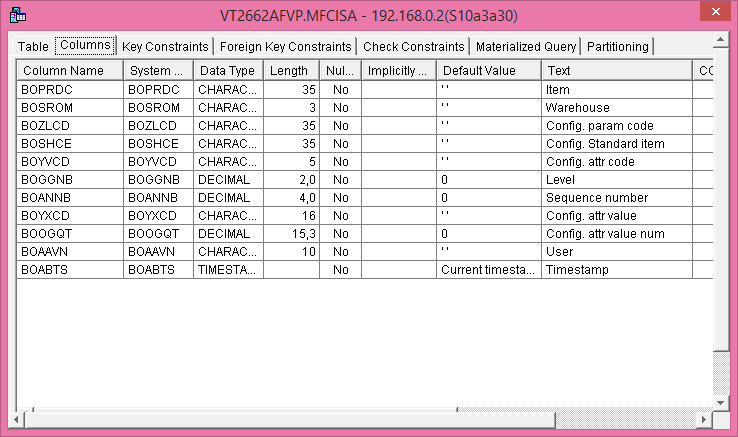 VT2662AFVP.MFCISA - 192.168.0.2(S10a3a30)
Table Columns Key Constraints Foreign Key Constraints Check Constraints Materialized Query Partitioning
Column Name System ... Data Type Length Nul... Implicitly ... Default Value Text CC
BOPRDC BOPRDC CHARAC... 35 No ' ' Item
BOSROM BOSROM CHARAC... 3 No ' ' Warehouse
BOZLCD BOZLCD CHARAC... 35 No ' ' Config. param code
BOSHCE BOSHCE CHARAC... 35 No ' ' Config. Standard item
BOYVCD BOYVCD CHARAC... 5 No ' ' Config. attr code
BOGGNB BOGGNB DECIMAL 2,0 No 0 Level
BOANNB BOANNB DECIMAL 4,0 No 0 Sequence number
BOYXCD BOYXCD CHARAC... 16 No ' ' Config. attr value
BOOGQT BOOGQT DECIMAL 15,3 No 0 Config. attr value num
BOAAVN BOAAVN CHARAC... 10 No ' ' User
BOABTS BOABTS TIMESTA... No Current timesta... Timestamp